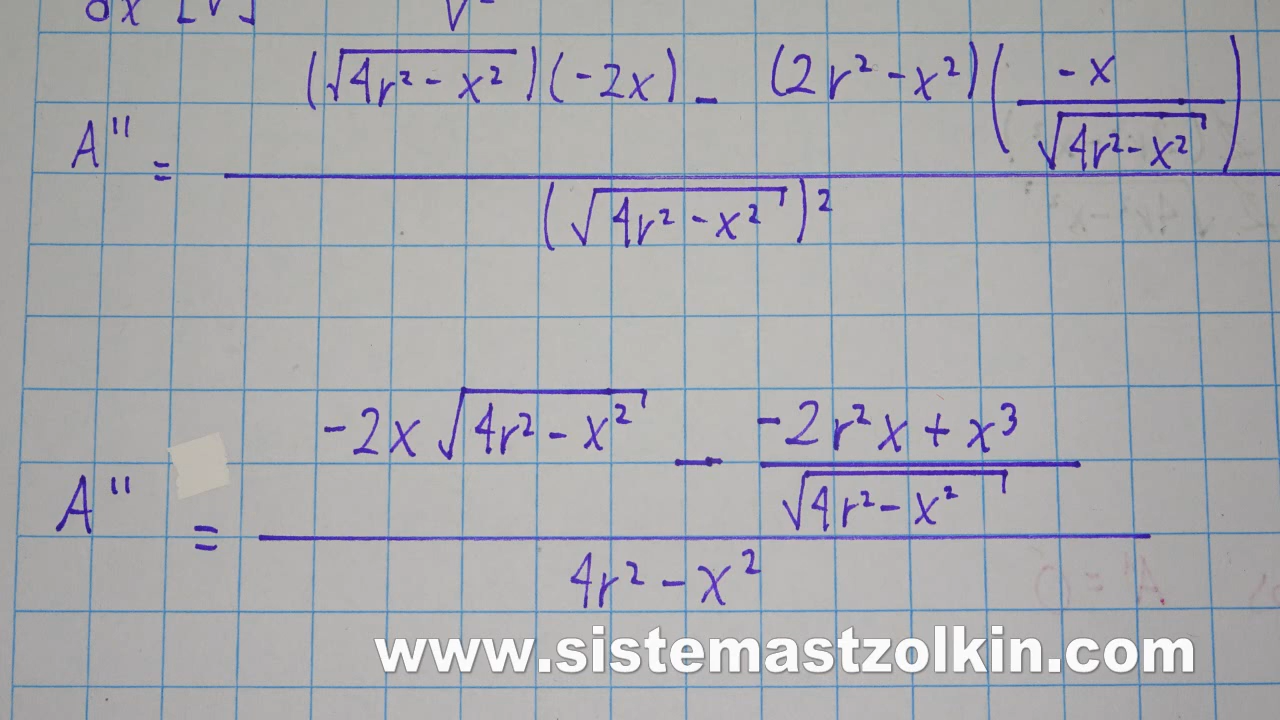 (√4r² - x²)(-2x) - (2r² - x²)(-x / √4r² - x²)
A" = ―
(√4r² - x²)²
-2x√4r² - x² - -2r²x + x³ / √4r² - x²
A" = ―
4r² - x²
www.sistemastzolkin.com